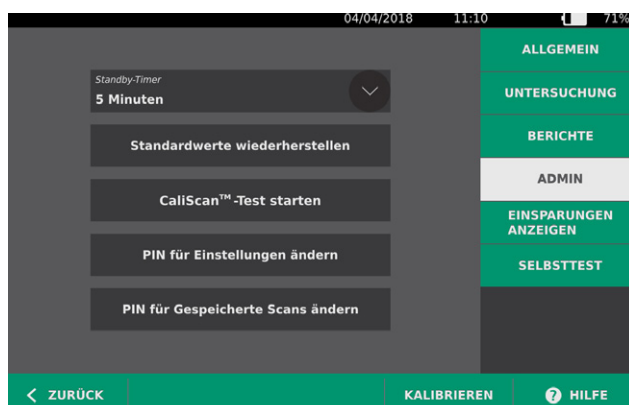 04/04/2018 11:10 71%
ALLGEMEIN
Standby-Timer
5 Minuten
UNTERSUCHUNG
Standardwerte wiederherstellen
BERICHTE
ADMIN
CaliScan™-Test starten
EINSPARUNGEN
ANZEIGEN
PIN für Einstellungen ändern
SELBSTTEST
PIN für Gespeicherte Scans ändern
ZURÜCK
KALIBRIEREN
? HILFE